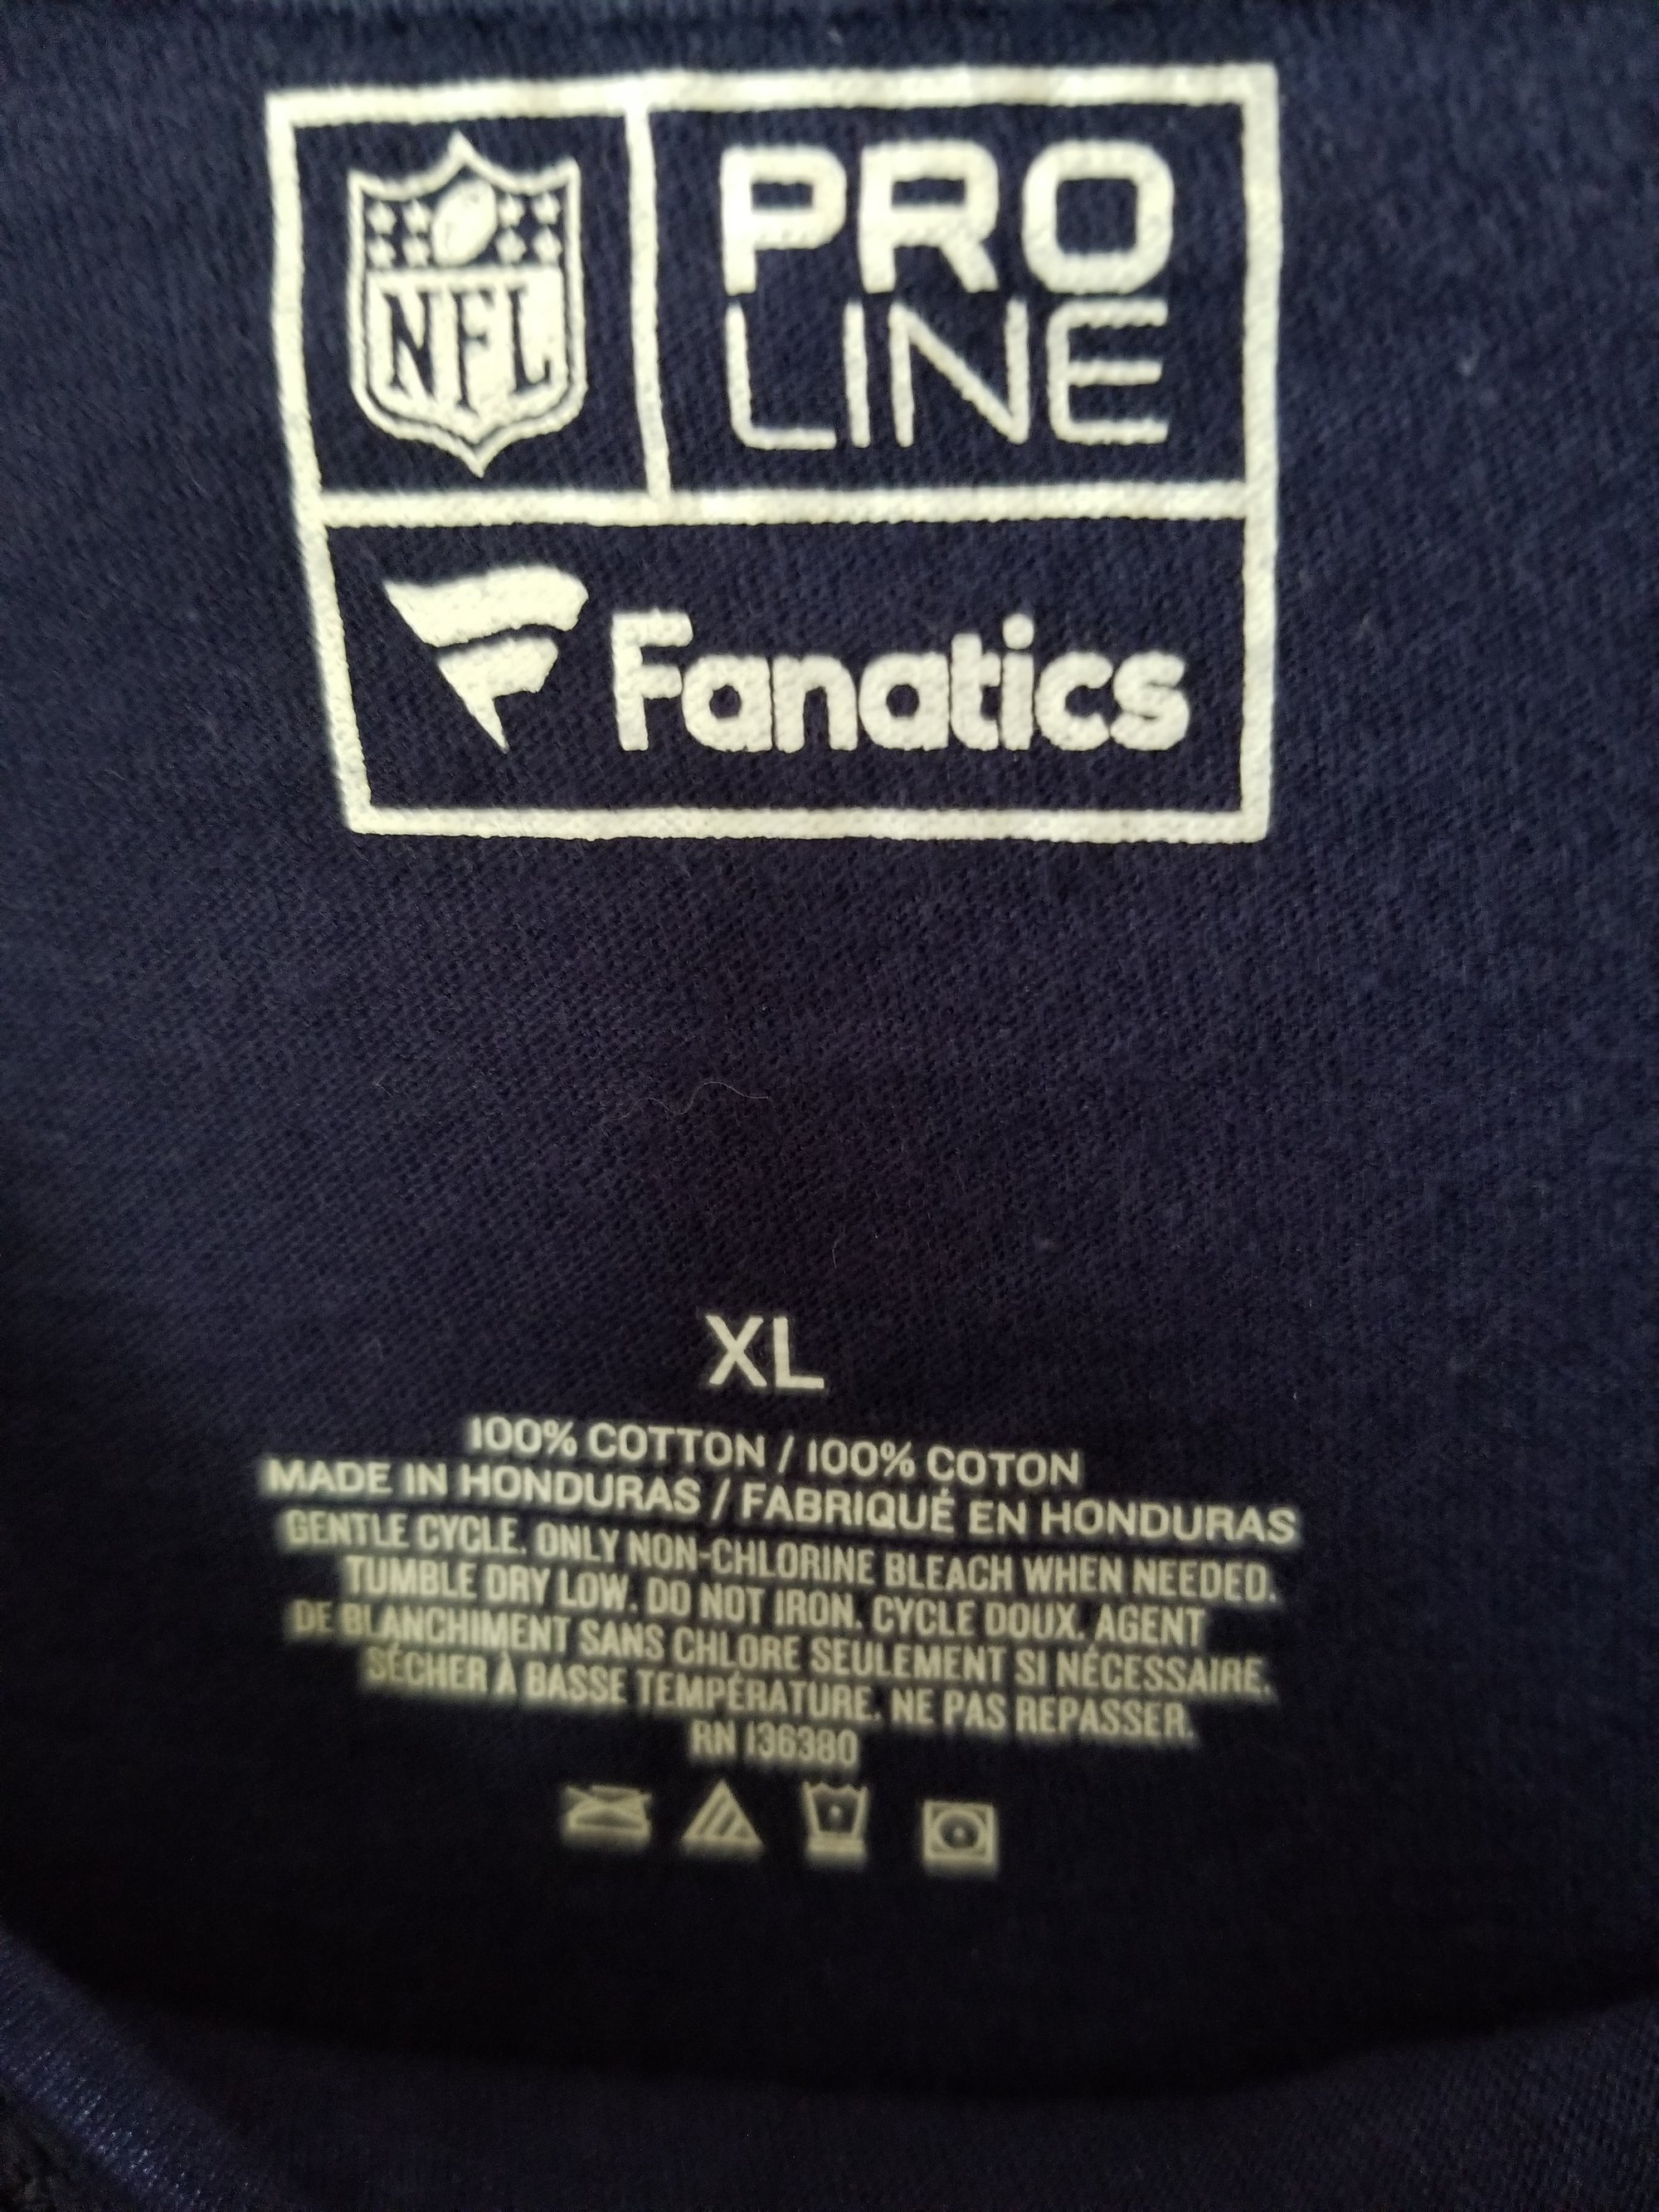 NFL
PRO
LINE
Fanatics
XL
100% COTTON / 100% COTON
MADE IN HONDURAS / FABRIQUÉ EN HONDURAS
GENTLE CYCLE. ONLY NON-CHLORINE BLEACH WHEN NEEDED.
TUMBLE DRY LOW. DO NOT IRON. CYCLE DOUX. AGENT
DE BLANCHIMENT SANS CHLORE SEULEMENT SI NÉCESSAIRE.
SÉCHER À BASSE TEMPÉRATURE. NE PAS REPASSER.
RN 136380